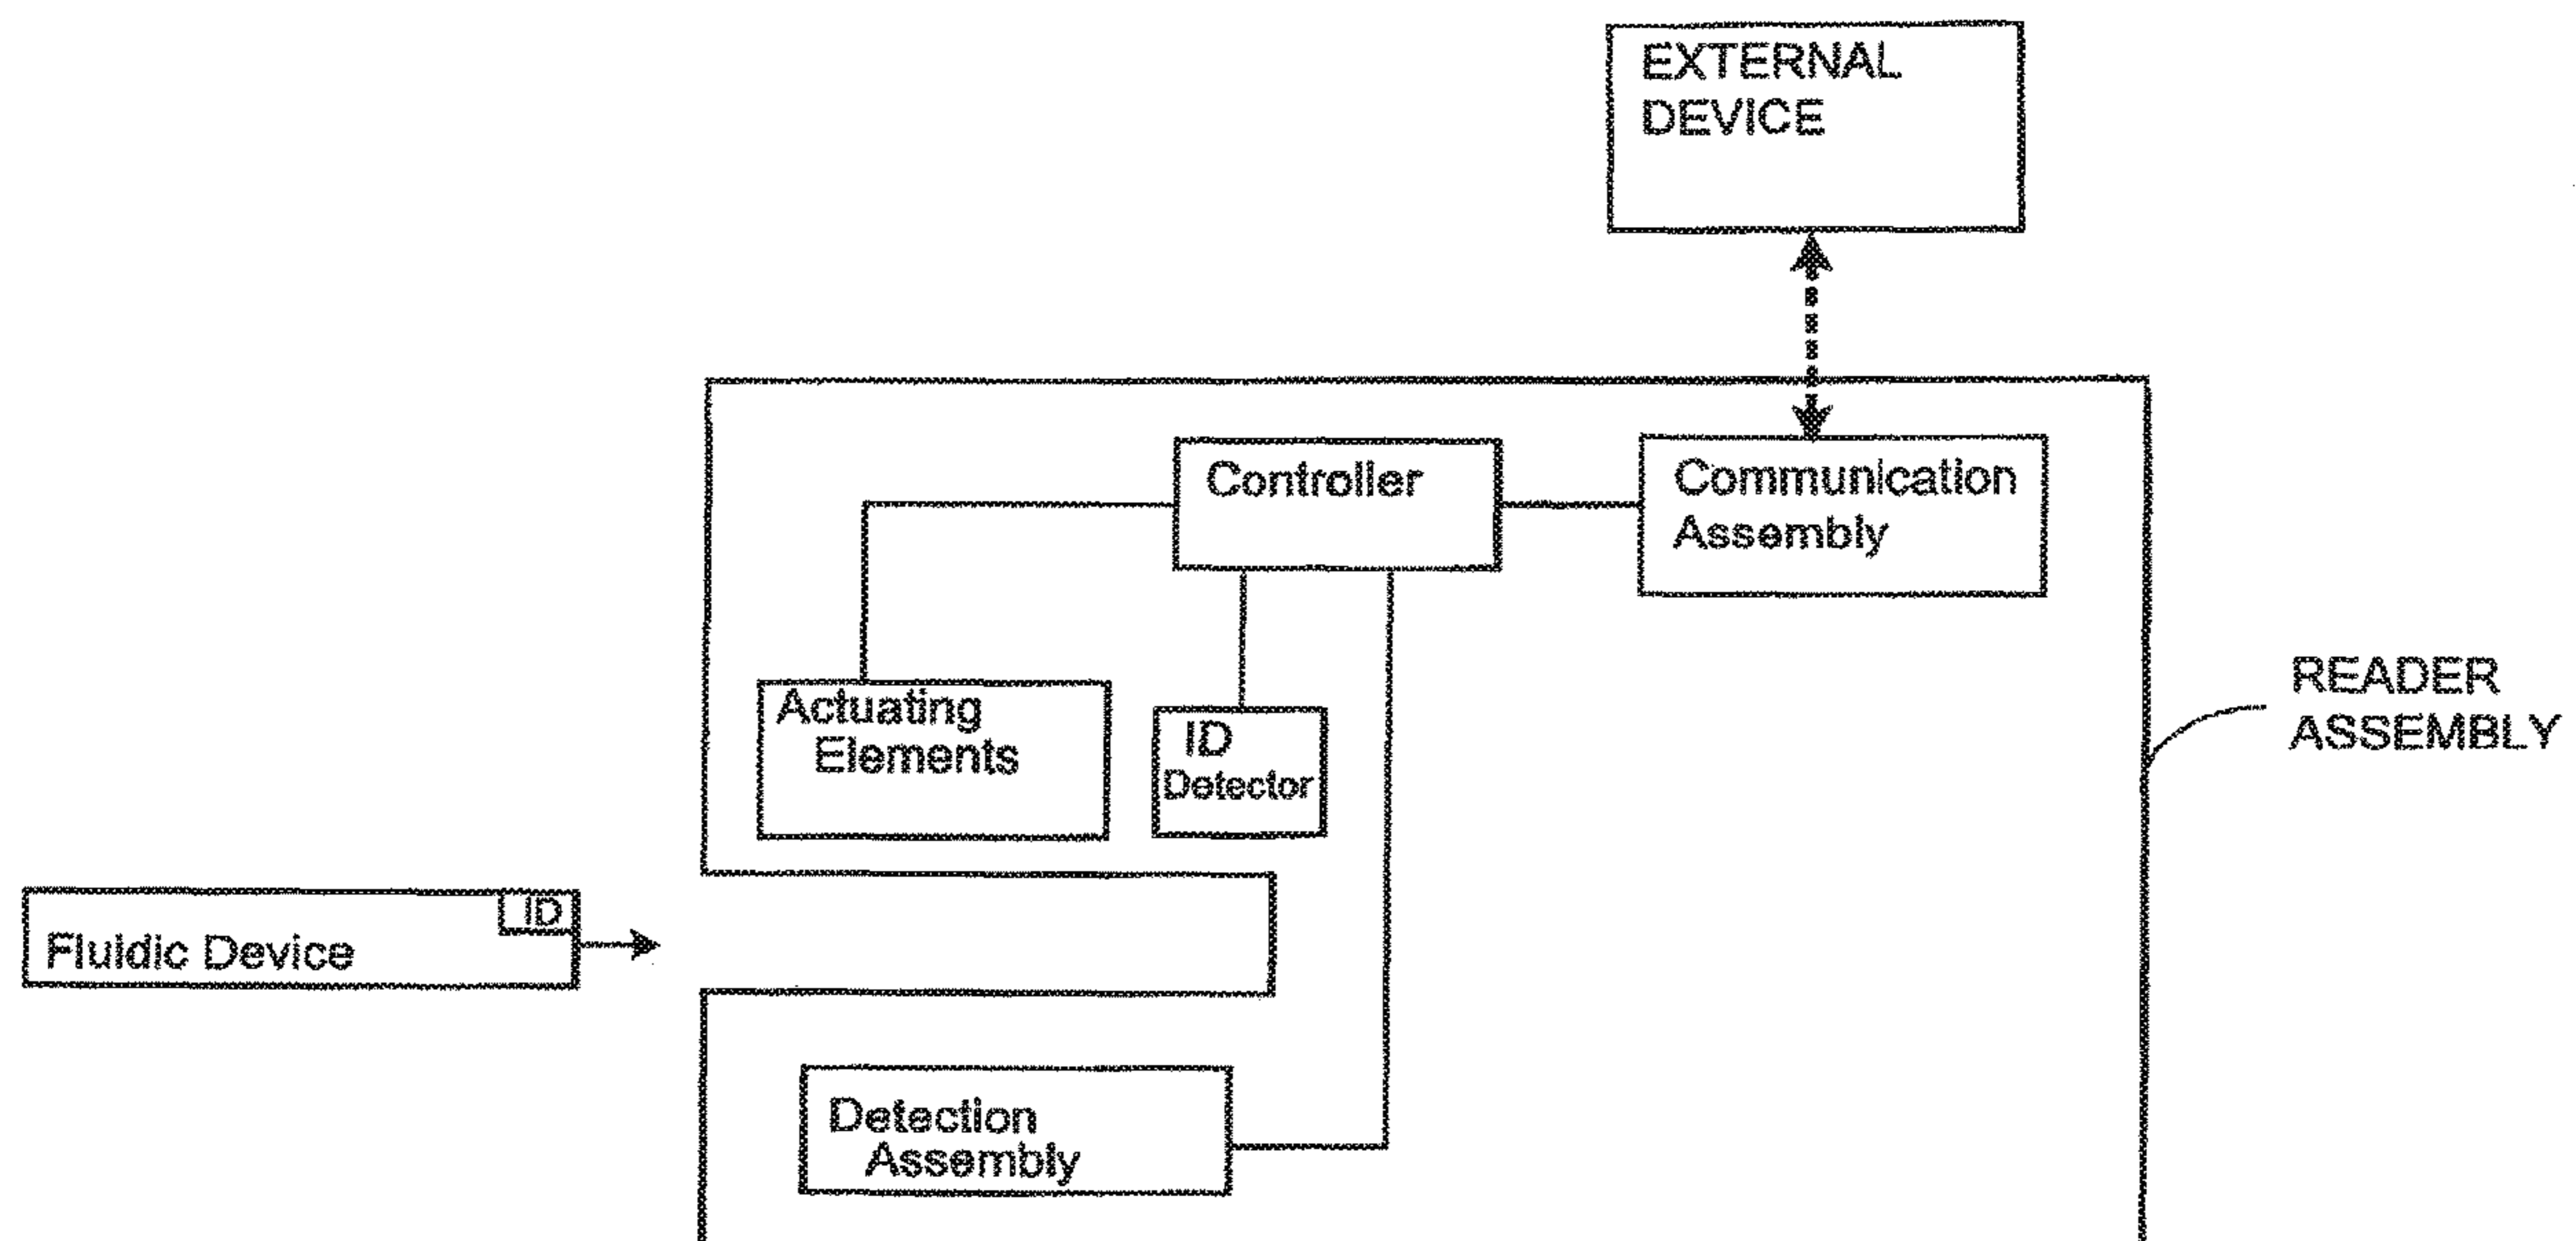 EXTERNAL
DEVICE
Controller
Communication
Assembly
READER
ASSEMBLY
Actuating
Elements
ID
Detector
ID
Fluidic Device
Detection
Assembly